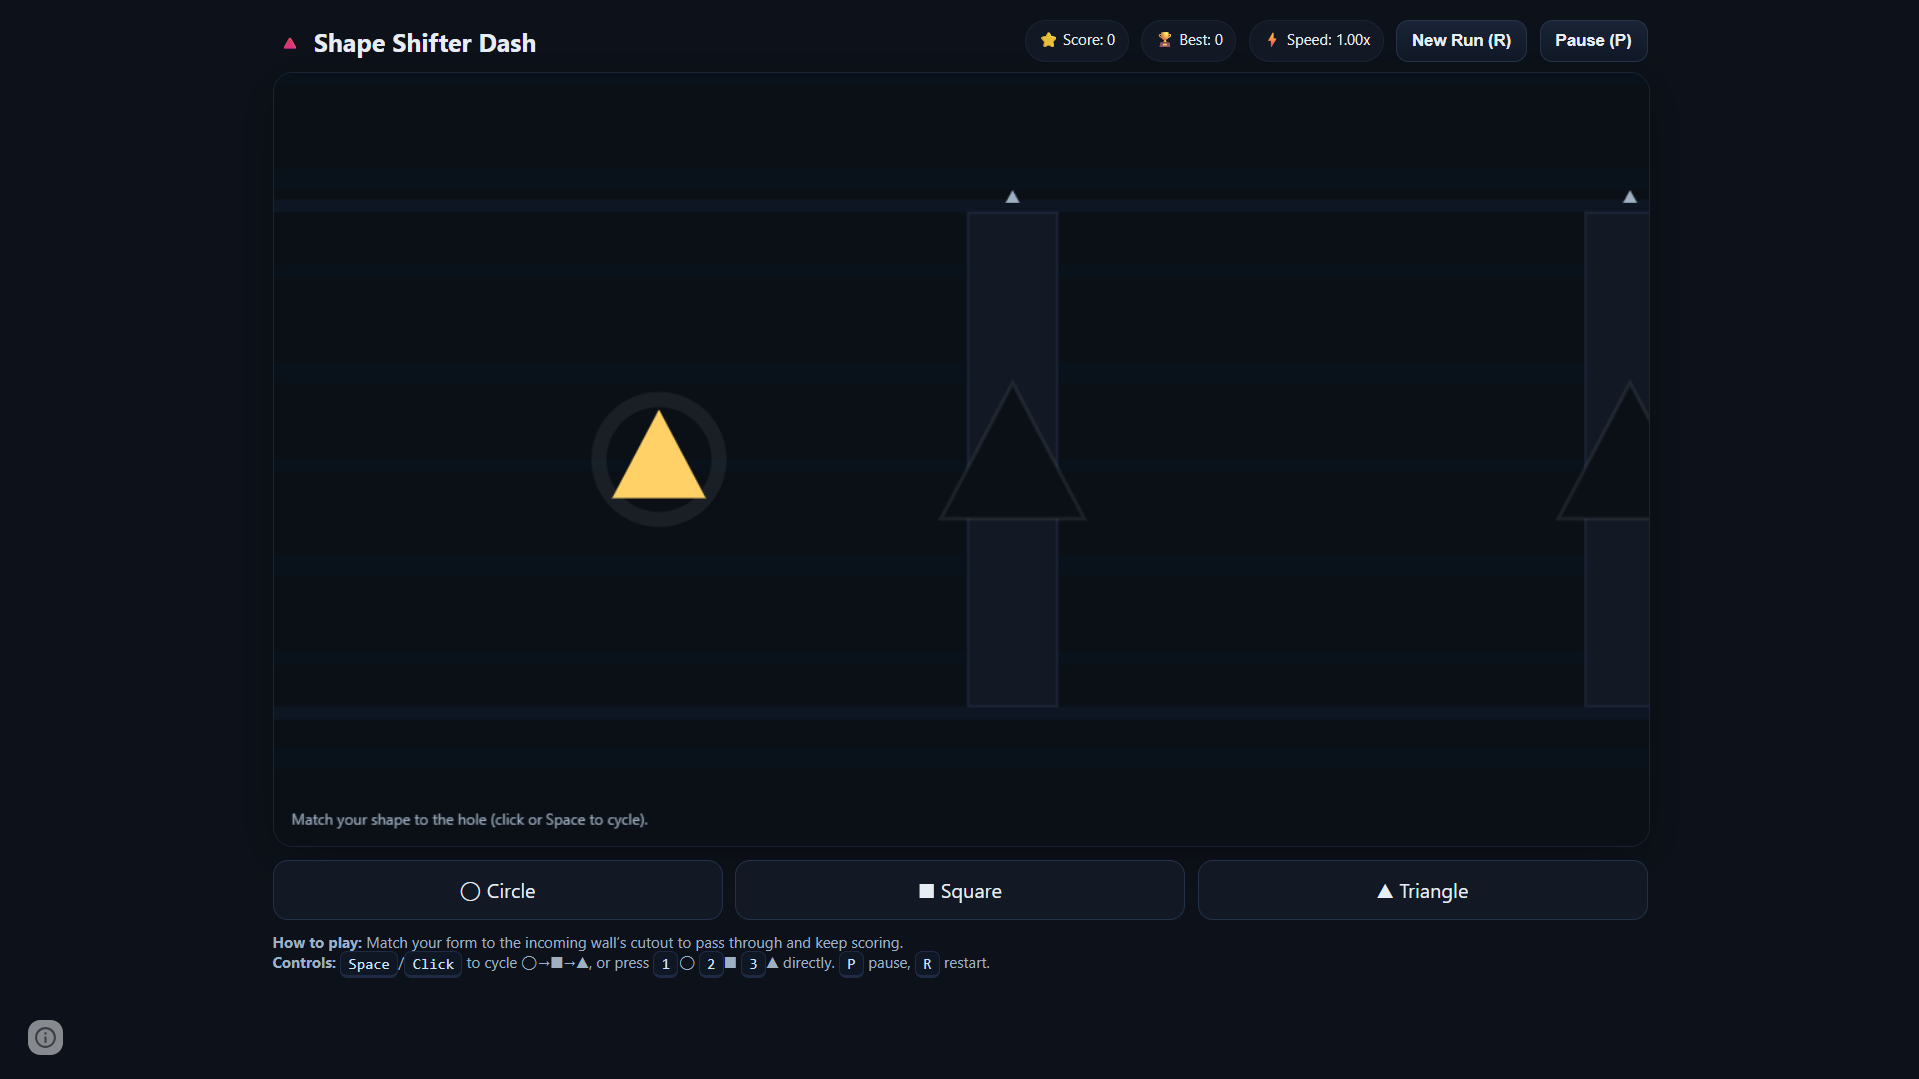 Shape Shifter Dash
Score: 0
Best: 0
Speed: 1.00x
New Run (R)
Pause (P)
Match your shape to the hole (click or Space to cycle).
◯ Circle
■ Square
▲ Triangle
How to play: Match your form to the incoming wall’s cutout to pass through and keep scoring.
Controls: Space/Click to cycle ◯→■→▲, or press 1 ◯ 2 ■ 3 ▲ directly. P pause, R restart.